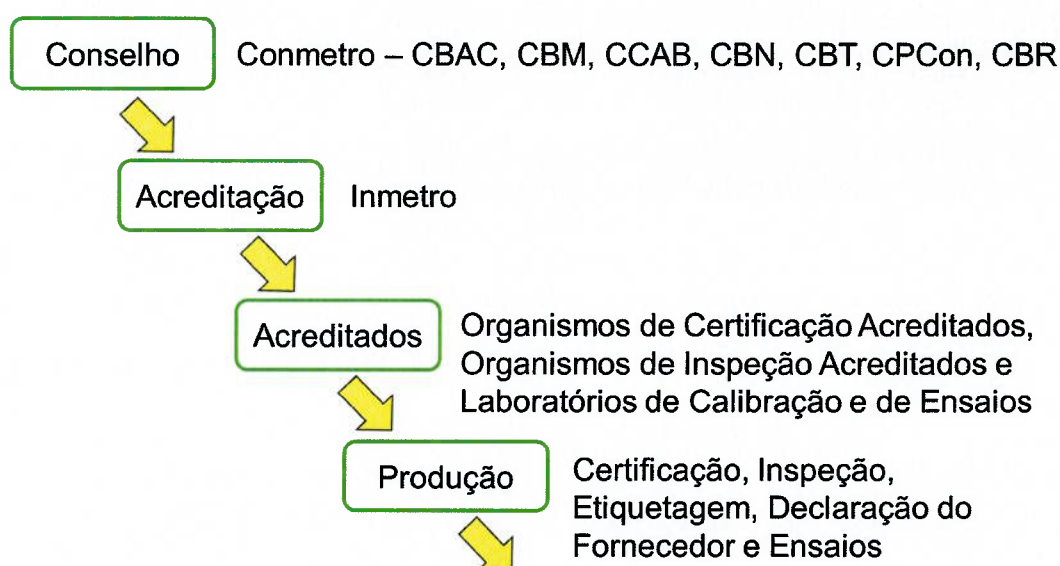 Conselho
Conmetro – CBAC, CBM, CCAB, CBN, CBT, CPCon, CBR
Acreditação
Inmetro
Acreditados
Organismos de Certificação Acreditados,
Organismos de Inspeção Acreditados e
Laboratórios de Calibração e de Ensaios
Produção
Certificação, Inspeção,
Etiquetagem, Declaração do
Fornecedor e Ensaios